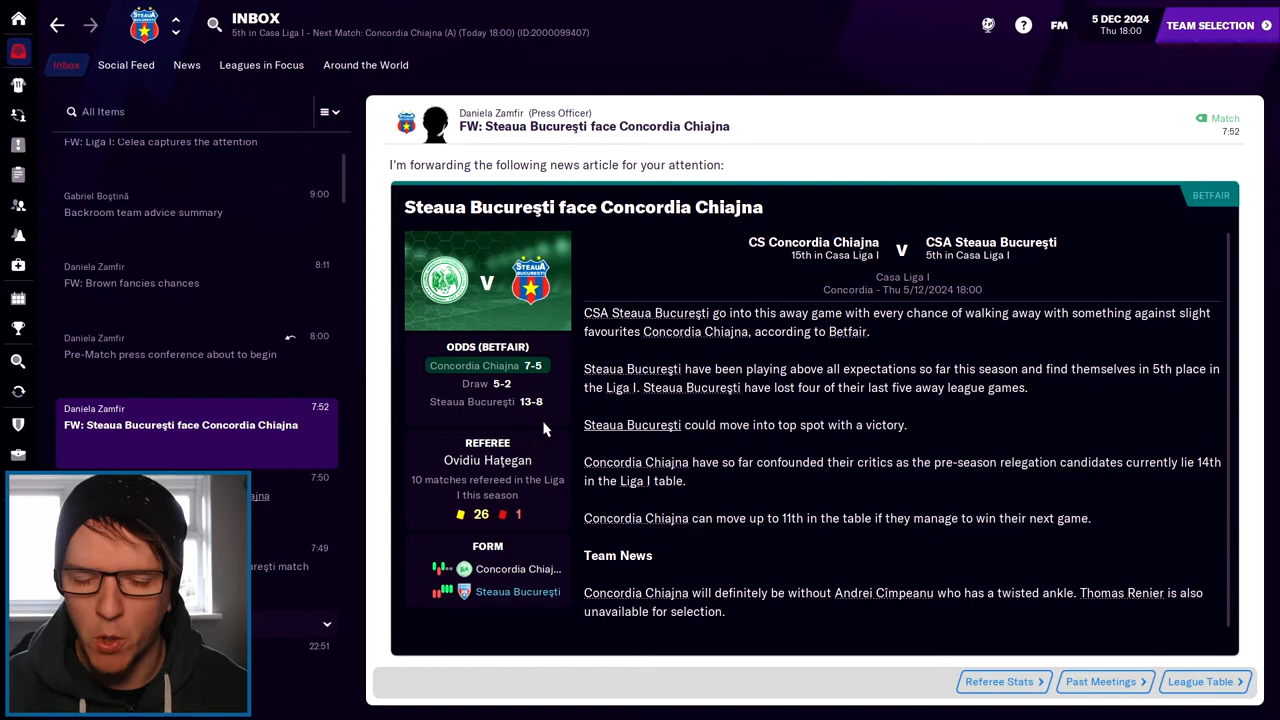 INBOX
5th in Casa Liga I - Next Match: Concordia Chiajna (A) (Today 18:00) (ID:2000099407)
FM
5 DEC 2024
Thu 18:00
TEAM SELECTION
Inbox
Social Feed
News
Leagues in Focus
Around the World
All Items
FW: Liga I: Celea captures the attention
Gabriel Boştină
9:00
Backroom team advice summary
Daniela Zamfir
8:11
FW: Brown fancies chances
Daniela Zamfir
8:00
Pre-Match press conference about to begin
Daniela Zamfir
7:52
FW: Steaua Bucureşti face Concordia Chiajna
7:50
7:49
ureşti match
22:51
Daniela Zamfir (Press Officer)
FW: Steaua Bucureşti face Concordia Chiajna
Match
7:52
I'm forwarding the following news article for your attention:
Steaua Bucureşti face Concordia Chiajna
BETFAIR
STEAUA
V
CS Concordia Chiajna
15th in Casa Liga I
V
CSA Steaua Bucureşti
5th in Casa Liga I
Casa Liga I
Concordia - Thu 5/12/2024 18:00
ODDS (BETFAIR)
Concordia Chiajna 7-5
Draw 5-2
Steaua Bucureşti 13-8
REFEREE
Ovidiu Haţegan
10 matches refereed in the Liga
I this season
26
1
FORM
Concordia Chiaj...
Steaua Bucureşti
CSA Steaua Bucureşti go into this away game with every chance of walking away with something against slight
favourites Concordia Chiajna, according to Betfair.
Steaua Bucureşti have been playing above all expectations so far this season and find themselves in 5th place in
the Liga I. Steaua Bucureşti have lost four of their last five away league games.
Steaua Bucureşti could move into top spot with a victory.
Concordia Chiajna have so far confounded their critics as the pre-season relegation candidates currently lie 14th
in the Liga I table.
Concordia Chiajna can move up to 11th in the table if they manage to win their next game.
Team News
Concordia Chiajna will definitely be without Andrei Cîmpeanu who has a twisted ankle. Thomas Renier is also
unavailable for selection.
Referee Stats
Past Meetings
League Table